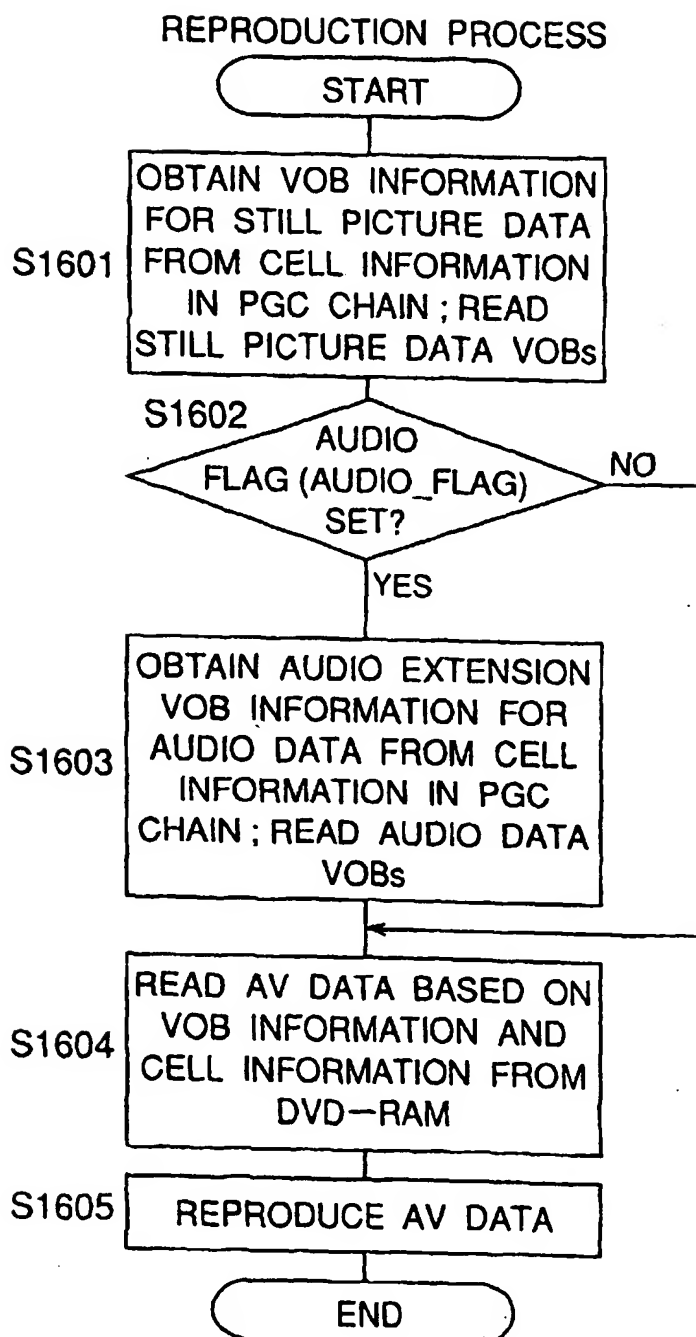 REPRODUCTION PROCESS
START
S1601
OBTAIN VOB INFORMATION
FOR STILL PICTURE DATA
FROM CELL INFORMATION
IN PGC CHAIN ; READ
STILL PICTURE DATA VOBs
S1602
AUDIO
FLAG (AUDIO_FLAG)
SET?
NO
YES
S1603
OBTAIN AUDIO EXTENSION
VOB INFORMATION FOR
AUDIO DATA FROM CELL
INFORMATION IN PGC
CHAIN ; READ AUDIO DATA
VOBs
S1604
READ AV DATA BASED ON
VOB INFORMATION AND
CELL INFORMATION FROM
DVD-RAM
S1605
REPRODUCE AV DATA
END